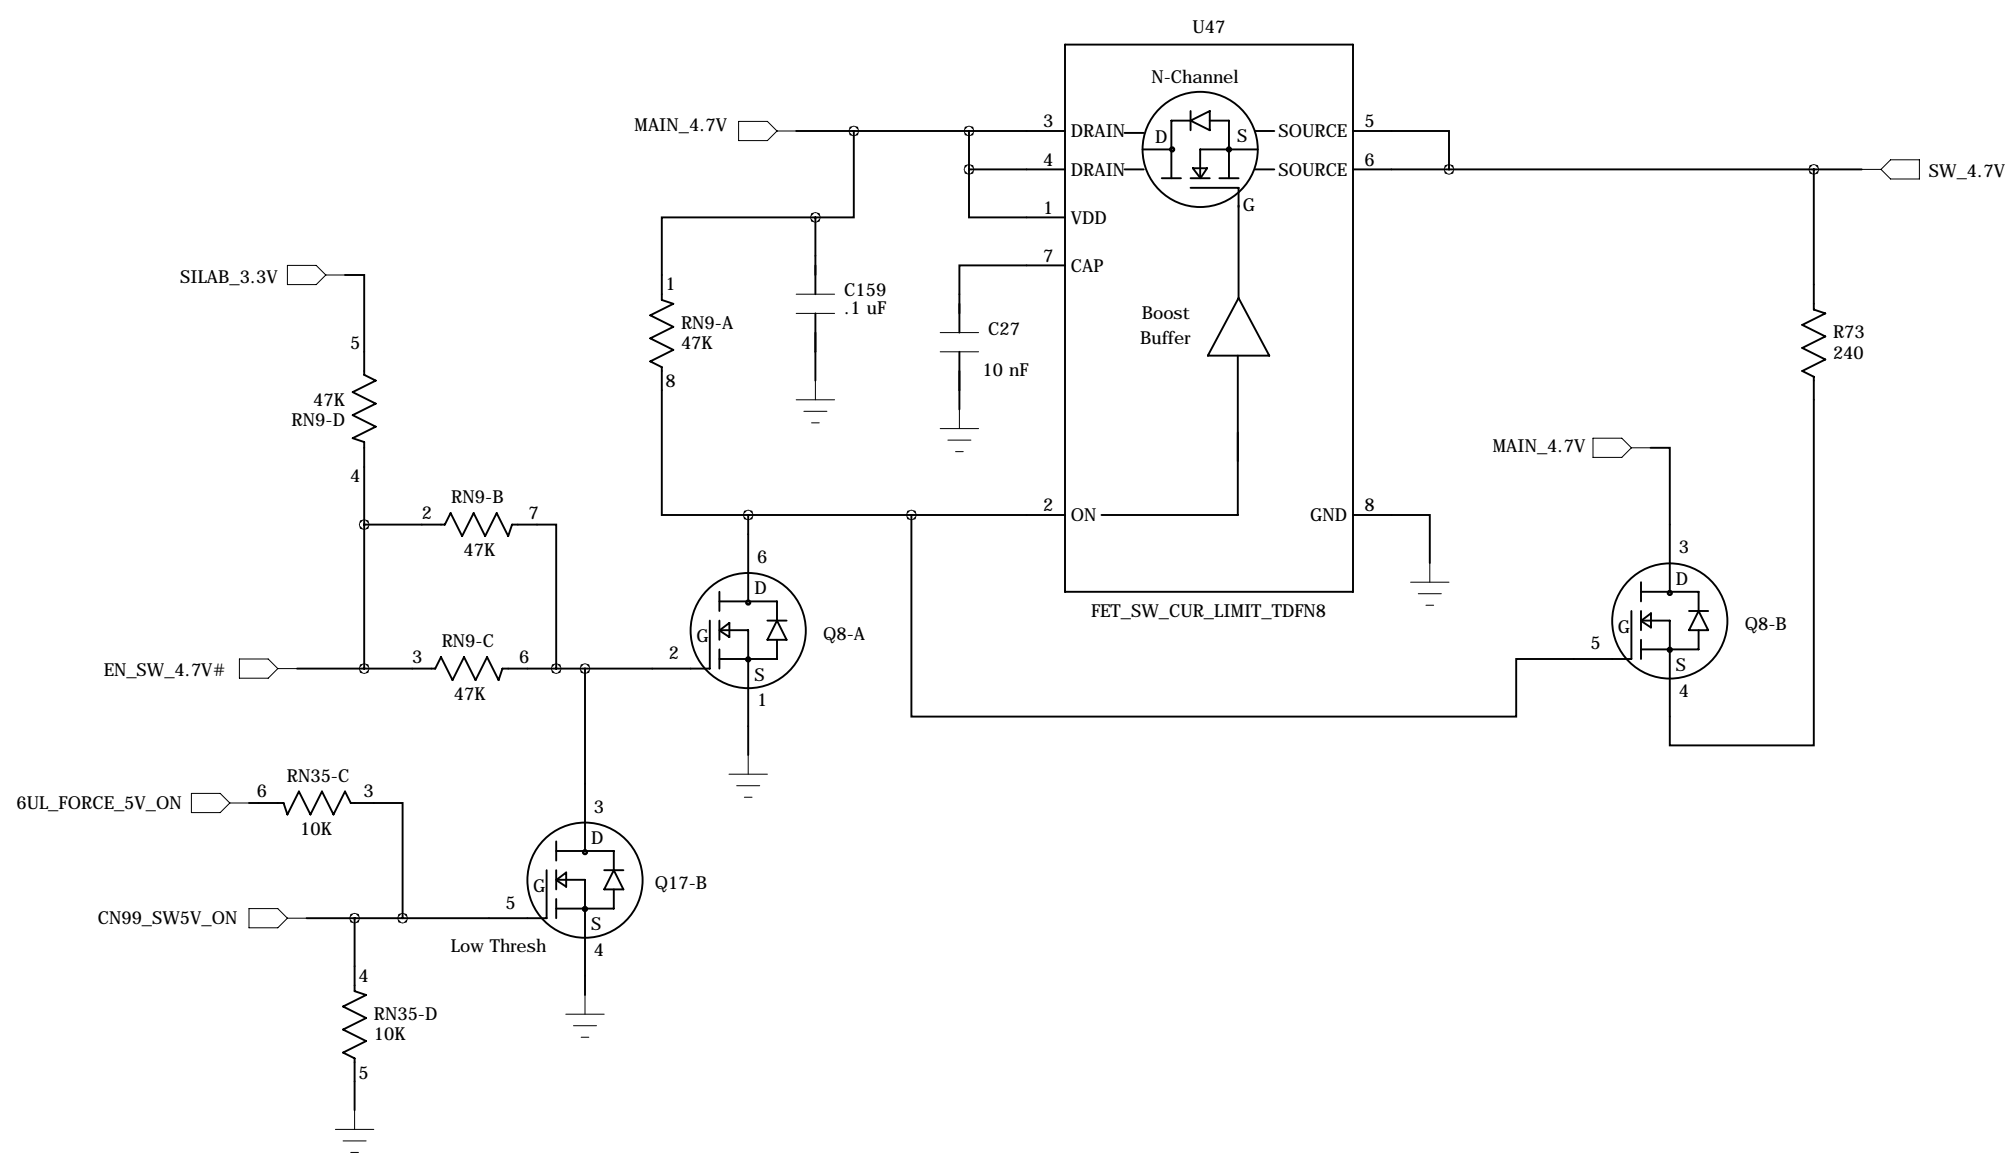 U47
N-Channel
MAIN_4.7V
3
DRAIN
D
S
SOURCE
5
4
DRAIN
SOURCE
6
SW_4.7V
G
1
VDD
7
CAP
SILAB_3.3V
1
C159
.1 uF
RN9-A
47K
8
C27
10 nF
Boost
Buffer
R73
240
5
47K
RN9-D
4
MAIN_4.7V
RN9-B
2
7
47K
2
ON
GND
8
6
D
G
S
Q8-A
2
1
FET_SW_CUR_LIMIT_TDFN8
3
D
G
S
Q8-B
5
4
EN_SW_4.7V#
3
RN9-C
6
47K
6UL_FORCE_5V_ON
6
RN35-C
3
10K
3
D
G
S
Q17-B
CN99_SW5V_ON
5
Low Thresh
4
4
RN35-D
10K
5